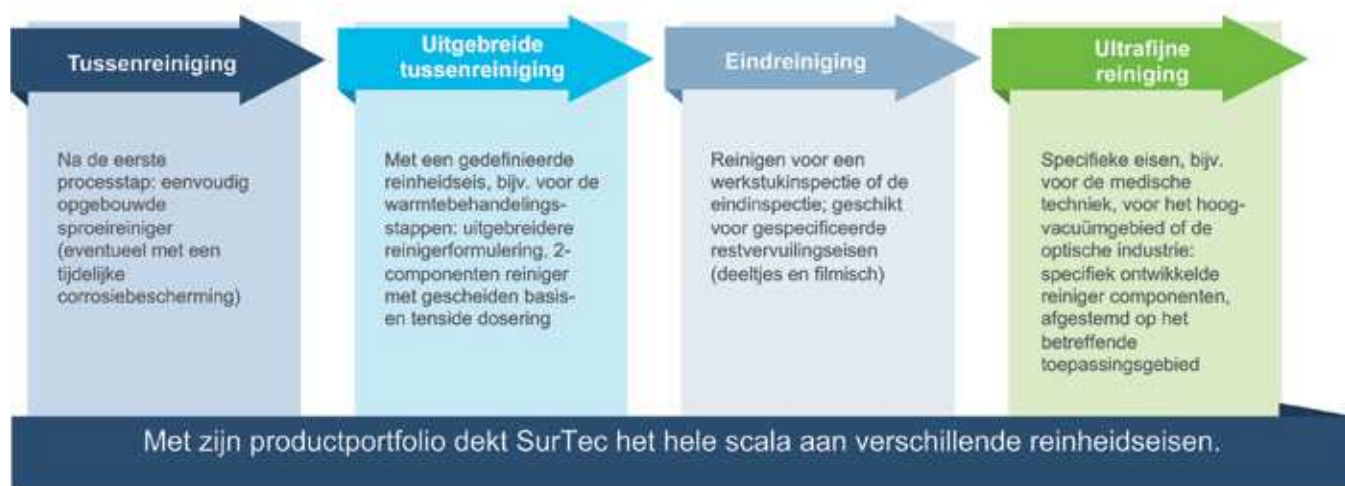 Tussenreiniging
Na de eerste
processtap: eenvoudig
opgebouwde
sproeireiniger
(eventueel met een
tijdelijke
corrosiebescherming)
Uitgebreide
tussenreiniging
Met een gedefinieerde
reinheidseis, bijv. voor de
warmtebehandelings-
stappen: uitgebreidere
reinigerformulering, 2-
componenten reiniger
met gescheiden basis-
en tenside dosering
Eindreiniging
Reinigen voor een
werkstukinspectie of de
eindinspectie; geschikt
voor gespecificeerde
restvervuilingseisen
(deeltjes en filmisch)
Ultrafijne
reiniging
Specifieke eisen, bijv.
voor de medische
techniek, voor het hoog-
vacuümgebied of de
optische industrie:
specifiek ontwikkelde
reiniger componenten,
afgestemd op het
betreffende
toepassingsgebied
Met zijn productportfolio dekt SurTec het hele scala aan verschillende reinheidseisen.